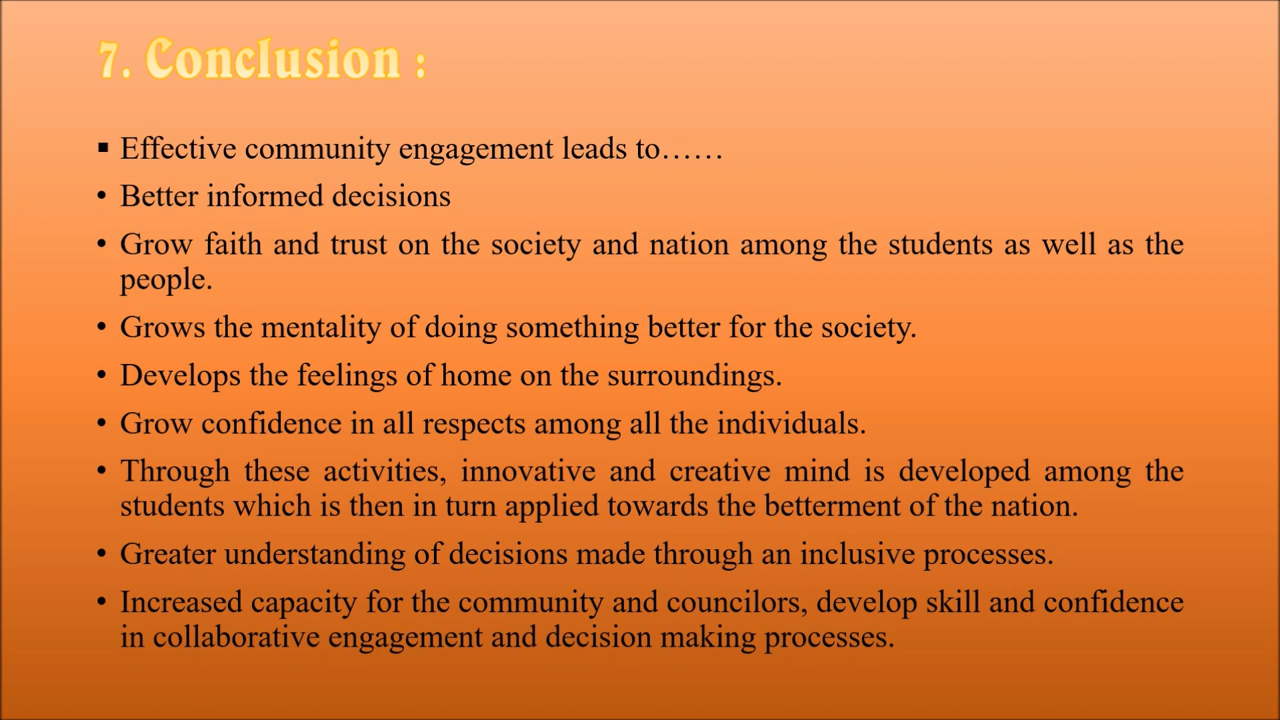 7. Conclusion :
▪ Effective community engagement leads to……
• Better informed decisions
• Grow faith and trust on the society and nation among the students as well as the
people.
• Grows the mentality of doing something better for the society.
• Develops the feelings of home on the surroundings.
• Grow confidence in all respects among all the individuals.
• Through these activities, innovative and creative mind is developed among the
students which is then in turn applied towards the betterment of the nation.
• Greater understanding of decisions made through an inclusive processes.
• Increased capacity for the community and councilors, develop skill and confidence
in collaborative engagement and decision making processes.